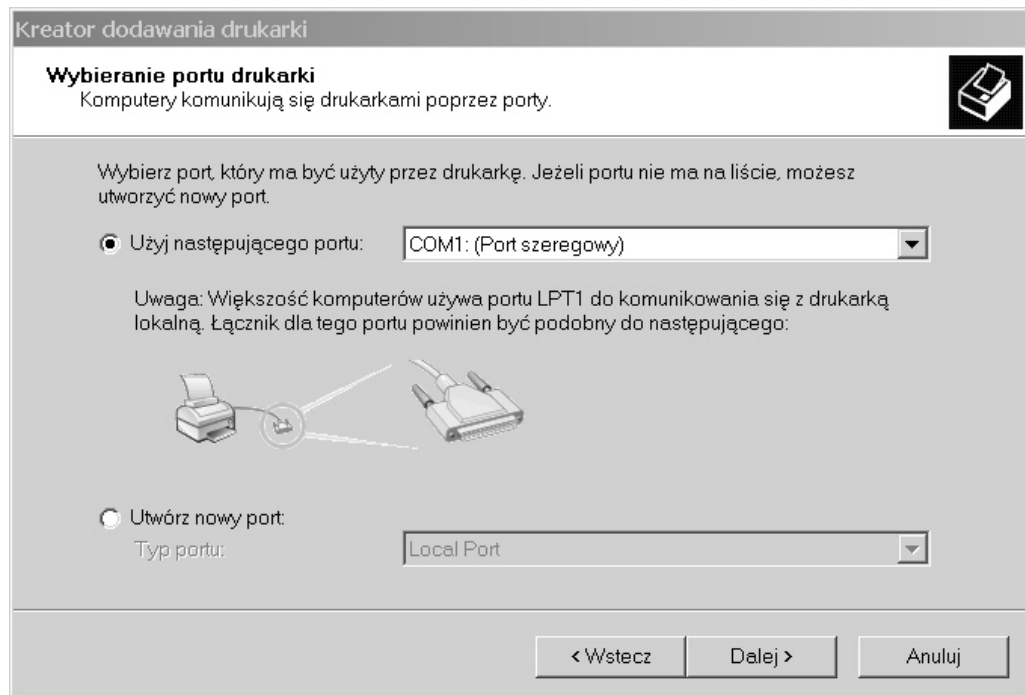 Kreator dodawania drukarki
Wybieranie portu drukarki
Komputery komunikują się drukarkami poprzez porty.
Wybierz port, który ma być użyty przez drukarkę. Jeżeli portu nie ma na liście, możesz
utworzyć nowy port.
Użyj następującego portu: COM1: (Port szeregowy)
Uwaga: Większość komputerów używa portu LPT1 do komunikowania się z drukarką
lokalną. Łącznik dla tego portu powinien być podobny do następującego:
Utwórz nowy port:
Typ portu: Local Port
< Wstecz Dalej > Anuluj